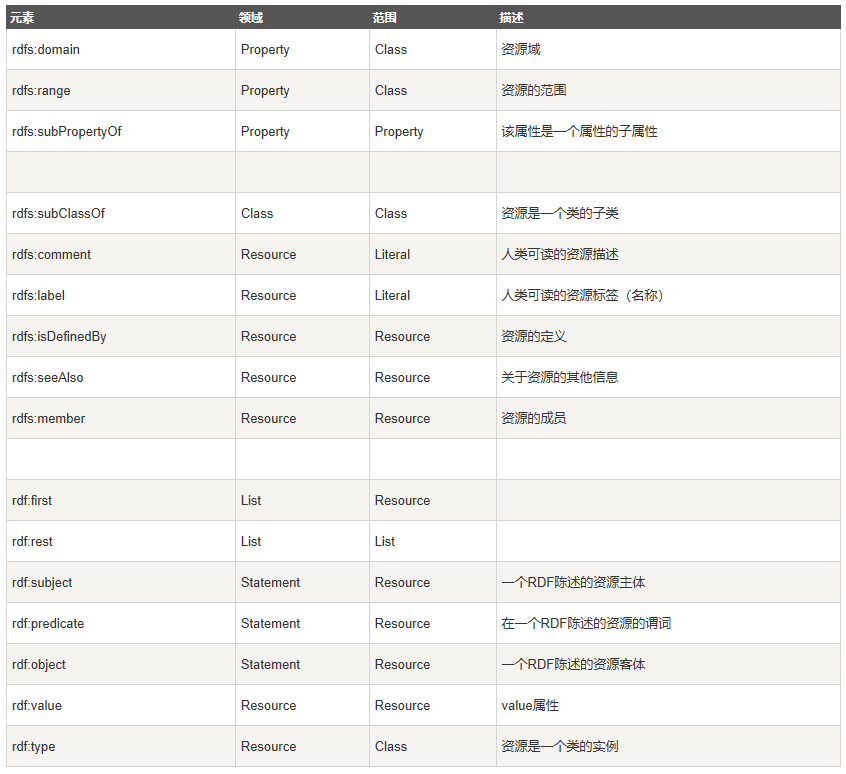 元素 领域 范围 描述
rdfs:domain Property Class 资源域
rdfs:range Property Class 资源的范围
rdfs:subPropertyOf Property Property 该属性是一个属性的子属性
rdfs:subClassOf Class Class 资源是一个类的子类
rdfs:comment Resource Literal 人类可读的资源描述
rdfs:label Resource Literal 人类可读的资源标签（名称）
rdfs:isDefinedBy Resource Resource 资源的定义
rdfs:seeAlso Resource Resource 关于资源的其他信息
rdfs:member Resource Resource 资源的成员
rdf:first List Resource
rdf:rest List List
rdf:subject Statement Resource 一个RDF陈述的资源主体
rdf:predicate Statement Resource 在一个RDF陈述的资源的谓词
rdf:object Statement Resource 一个RDF陈述的资源客体
rdf:value Resource Resource value属性
rdf:type Resource Class 资源是一个类的实例